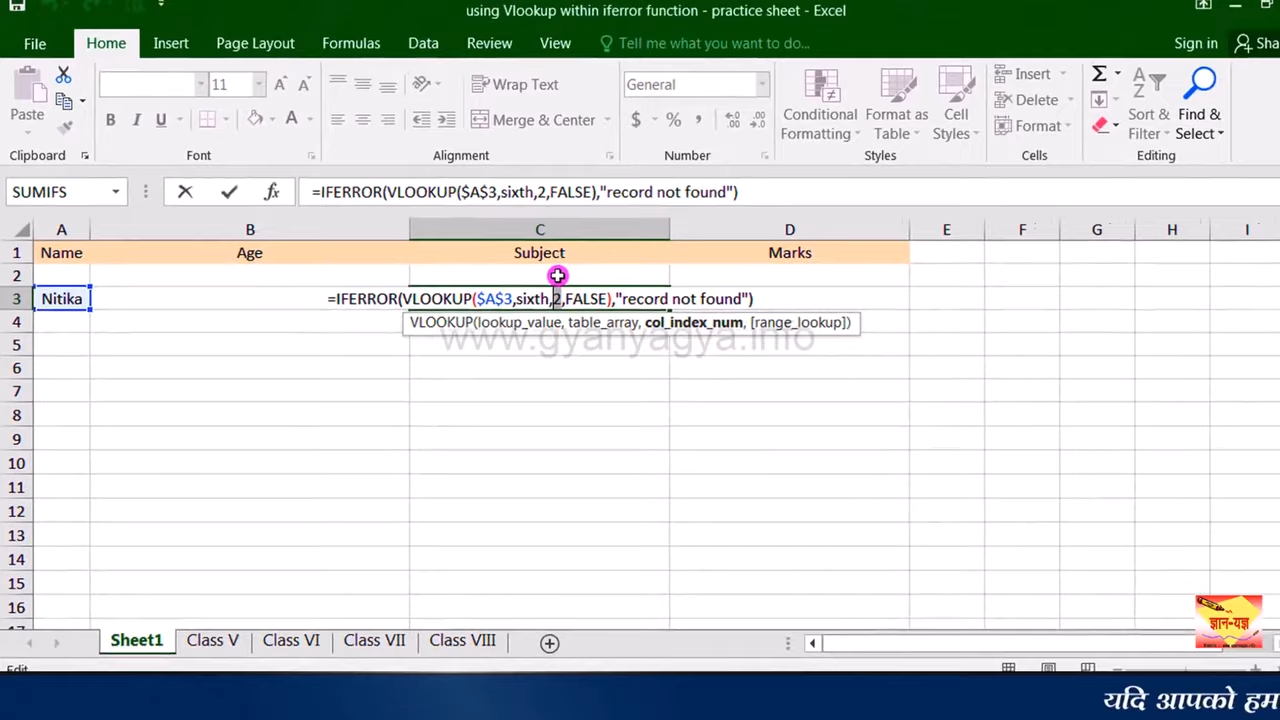 using Vlookup within iferror function - practice sheet - Excel
File Home Insert Page Layout Formulas Data Review View Tell me what you want to do... Sign in Sha
11 Wrap Text General Insert
Paste Merge & Center $ % Conditional Formatting Format as Table Cell Styles Delete Format Sort & Filter Find & Select
Clipboard Font Alignment Number Styles Cells Editing
SUMIFS =IFERROR(VLOOKUP($A$3,sixth,2,FALSE),"record not found")
A B C D E F G H I
1 Name Age Subject Marks
2
3 Nitika =IFERROR(VLOOKUP($A$3,sixth,2,FALSE),"record not found")
4 VLOOKUP(lookup_value, table_array, col_index_num, [range_lookup])
www.gyanyagya.info
5
6
7
8
9
10
11
12
13
14
15
16
ज्ञान-यज्ञ
Sheet1 Class V Class VI Class VII Class VIII
Edit
यदि आपको हम